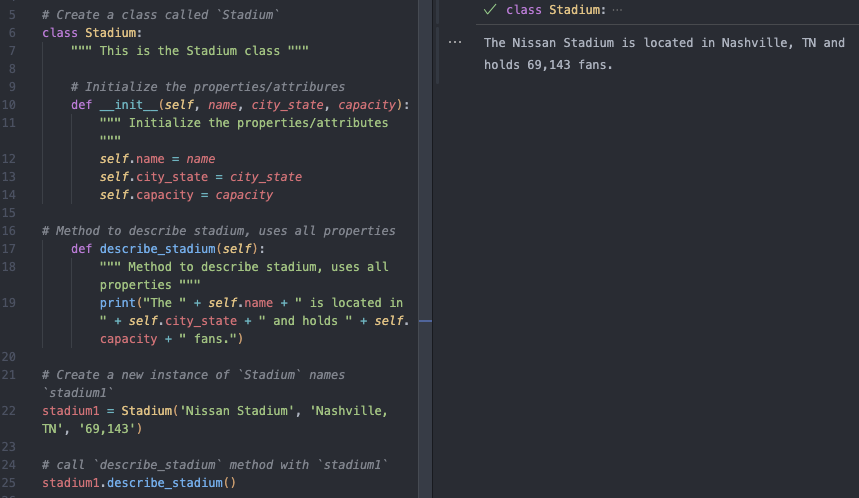 5 # Create a class called `Stadium`
6 class Stadium:
7 """ This is the Stadium class """
8
9 # Initialize the properties/attribures
10 def __init__(self, name, city_state, capacity):
11 """ Initialize the properties/attributes
"""
12 self.name = name
13 self.city_state = city_state
14 self.capacity = capacity
15
16 # Method to describe stadium, uses all properties
17 def describe_stadium(self):
18 """ Method to describe stadium, uses all
properties """
19 print("The " + self.name + " is located in
" + self.city_state + " and holds " + self.
capacity + " fans.")
20
21 # Create a new instance of `Stadium` names
`stadium1`
22 stadium1 = Stadium('Nissan Stadium', 'Nashville,
TN', '69,143')
23
24 # call `describe_stadium` method with `stadium1`
25 stadium1.describe_stadium()
class Stadium: ···
The Nissan Stadium is located in Nashville, TN and
holds 69,143 fans.